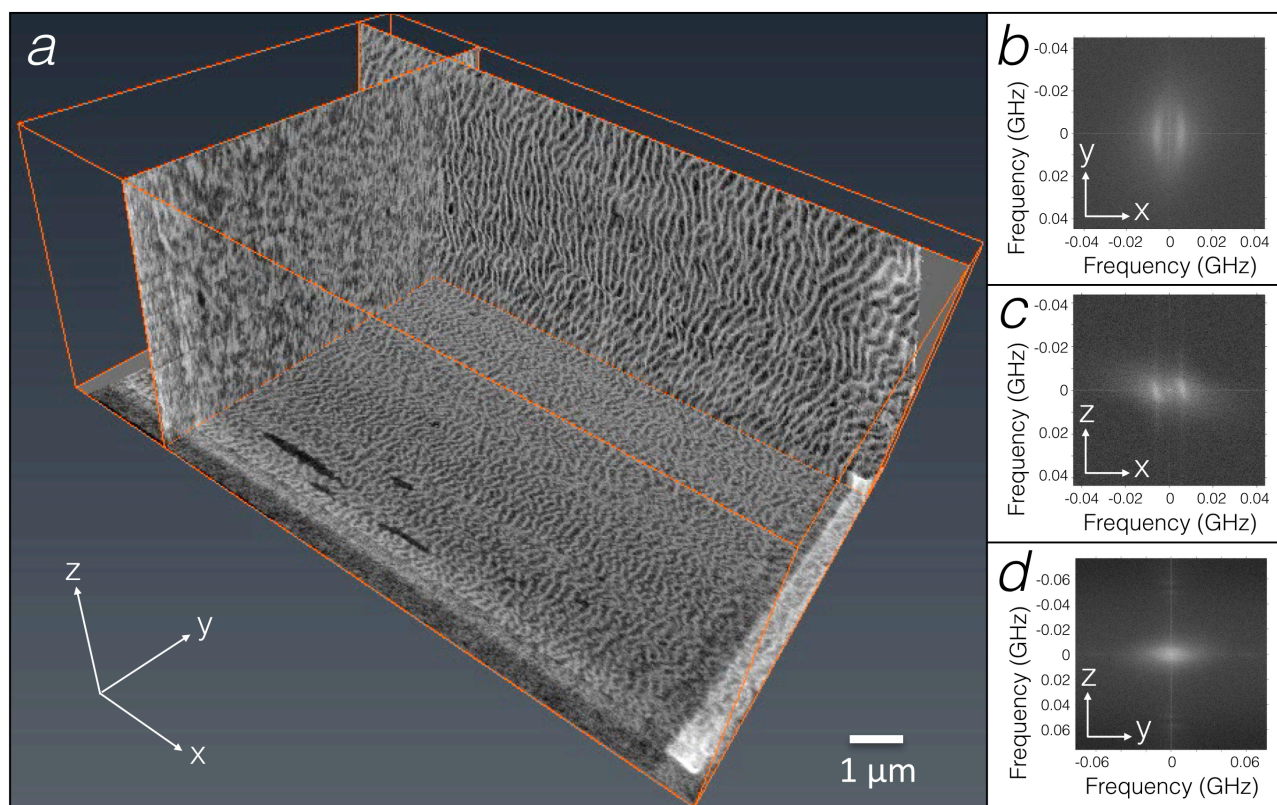 a
z
y
x
1 μm
b
-0.04
-0.02
0
0.02
0.04
Frequency (GHz)
y
x
-0.04 -0.02 0 0.02 0.04
Frequency (GHz)
c
-0.04
-0.02
0
0.02
0.04
Frequency (GHz)
z
x
-0.04 -0.02 0 0.02 0.04
Frequency (GHz)
d
-0.06
-0.04
-0.02
0
0.02
0.04
0.06
Frequency (GHz)
z
y
-0.06 0 0.06
Frequency (GHz)